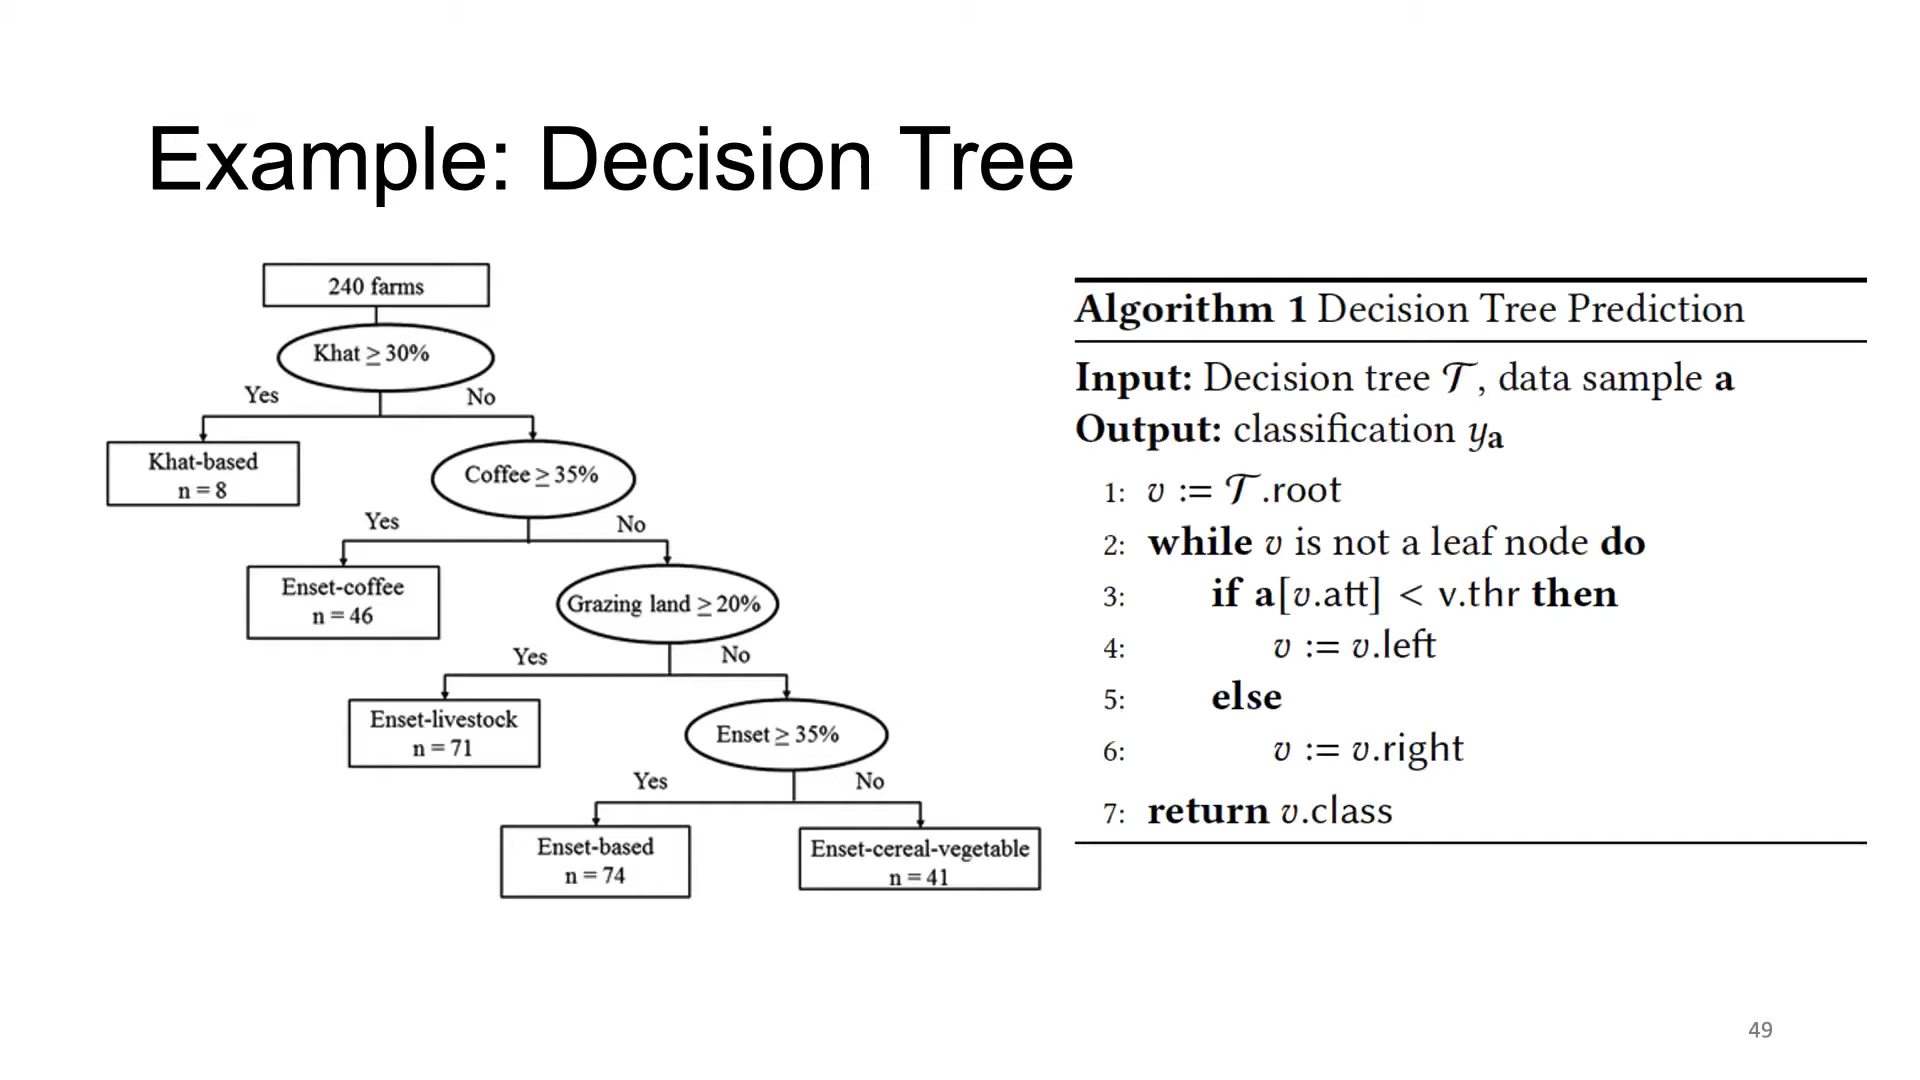 Example: Decision Tree
240 farms
Khat ≥ 30%
Yes
No
Khat-based
n = 8
Coffee ≥ 35%
Yes
No
Enset-coffee
n = 46
Grazing land ≥ 20%
Yes
No
Enset-livestock
n = 71
Enset ≥ 35%
Yes
No
Enset-based
n = 74
Enset-cereal-vegetable
n = 41
Algorithm 1 Decision Tree Prediction
Input: Decision tree 𝒯, data sample a
Output: classification yₐ
1: v := 𝒯.root
2: while v is not a leaf node do
3: if a[v.att] < v.thr then
4: v := v.left
5: else
6: v := v.right
7: return v.class
49